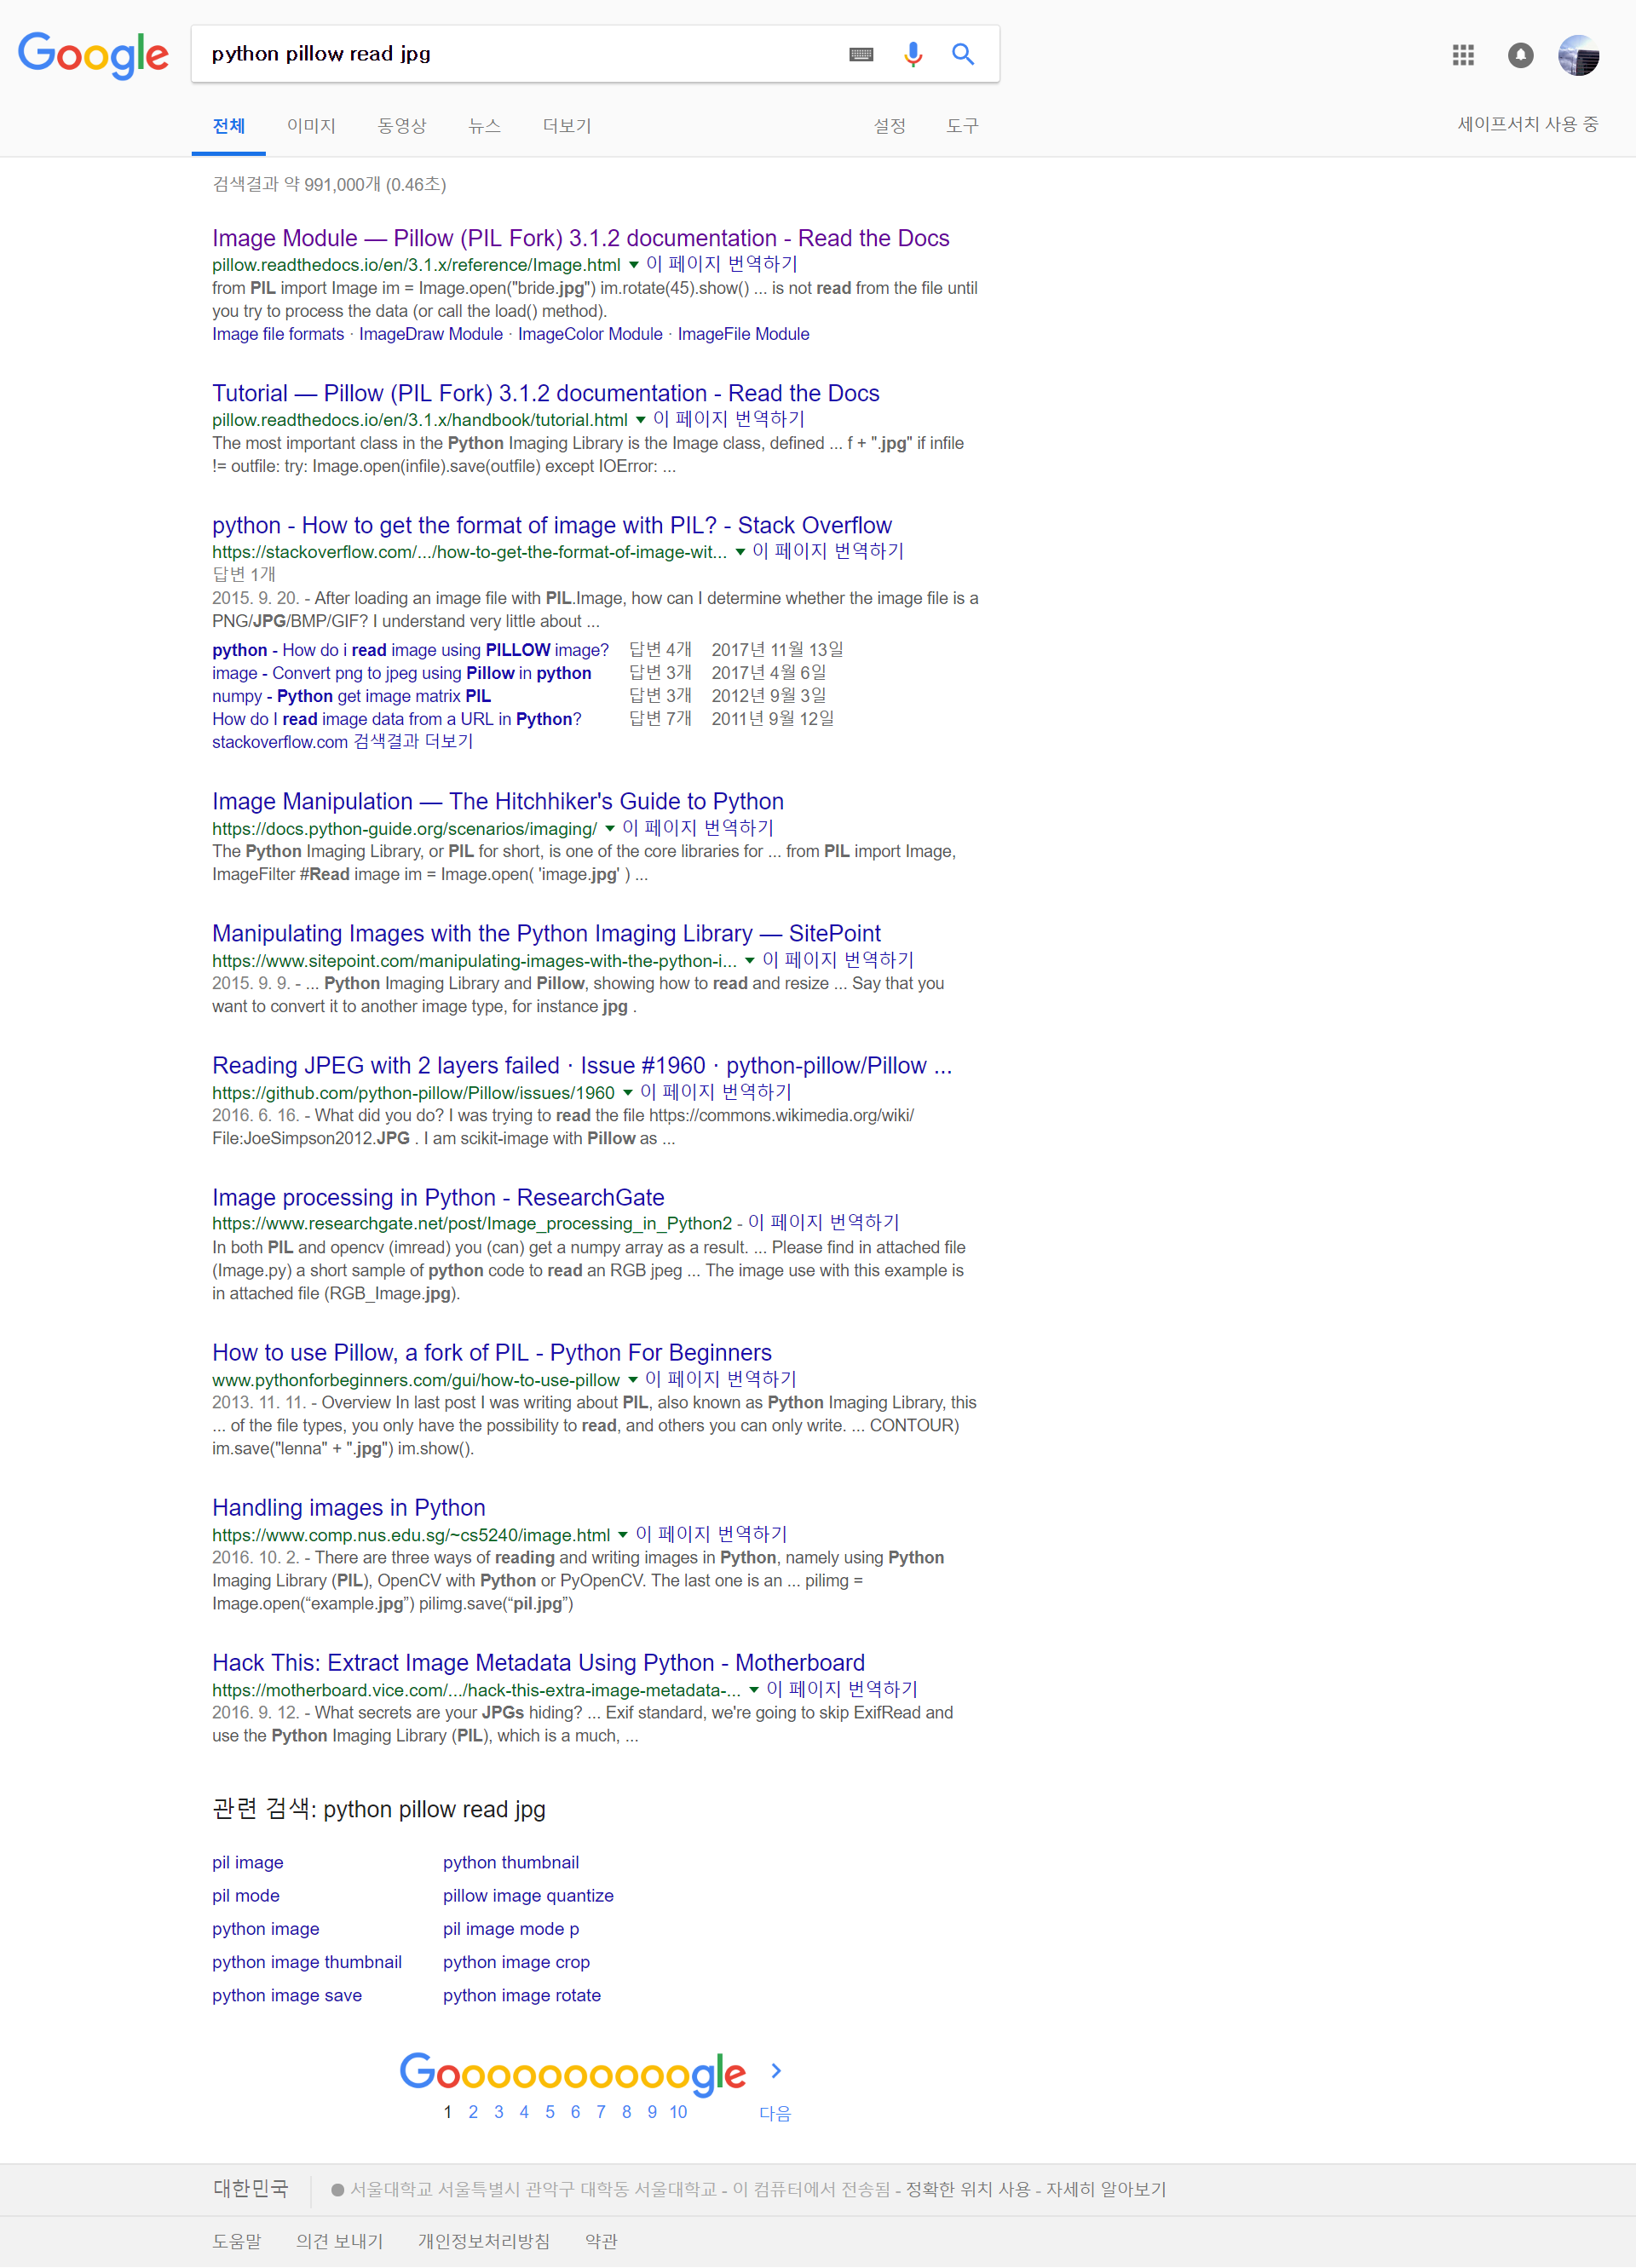 Google
python pillow read jpg
전체 이미지 동영상 뉴스 더보기 설정 도구 세이프서치 사용 중
검색결과 약 991,000개 (0.46초)
Image Module — Pillow (PIL Fork) 3.1.2 documentation - Read the Docs
pillow.readthedocs.io/en/3.1.x/reference/Image.html ▼ 이 페이지 번역하기
from PIL import Image im = Image.open("bride.jpg") im.rotate(45).show() ... is not read from the file until
you try to process the data (or call the load() method).
Image file formats · ImageDraw Module · ImageColor Module · ImageFile Module
Tutorial — Pillow (PIL Fork) 3.1.2 documentation - Read the Docs
pillow.readthedocs.io/en/3.1.x/handbook/tutorial.html ▼ 이 페이지 번역하기
The most important class in the Python Imaging Library is the Image class, defined ... f + ".jpg" if infile
!= outfile: try: Image.open(infile).save(outfile) except IOError: ...
python - How to get the format of image with PIL? - Stack Overflow
https://stackoverflow.com/.../how-to-get-the-format-of-image-wit... ▼ 이 페이지 번역하기
답변 1개
2015. 9. 20. - After loading an image file with PIL.Image, how can I determine whether the image file is a
PNG/JPG/BMP/GIF? I understand very little about ...
python - How do i read image using PILLOW image? 답변 4개 2017년 11월 13일
image - Convert png to jpeg using Pillow in python 답변 3개 2017년 4월 6일
numpy - Python get image matrix PIL 답변 3개 2012년 9월 3일
How do I read image data from a URL in Python? 답변 7개 2011년 9월 12일
stackoverflow.com 검색결과 더보기
Image Manipulation — The Hitchhiker's Guide to Python
https://docs.python-guide.org/scenarios/imaging/ ▼ 이 페이지 번역하기
The Python Imaging Library, or PIL for short, is one of the core libraries for ... from PIL import Image,
ImageFilter #Read image im = Image.open( 'image.jpg' ) ...
Manipulating Images with the Python Imaging Library — SitePoint
https://www.sitepoint.com/manipulating-images-with-the-python-i... ▼ 이 페이지 번역하기
2015. 9. 9. - ... Python Imaging Library and Pillow, showing how to read and resize ... Say that you
want to convert it to another image type, for instance jpg .
Reading JPEG with 2 layers failed · Issue #1960 · python-pillow/Pillow ...
https://github.com/python-pillow/Pillow/issues/1960 ▼ 이 페이지 번역하기
2016. 6. 16. - What did you do? I was trying to read the file https://commons.wikimedia.org/wiki/
File:JoeSimpson2012.JPG . I am scikit-image with Pillow as ...
Image processing in Python - ResearchGate
https://www.researchgate.net/post/Image_processing_in_Python2 - 이 페이지 번역하기
In both PIL and opencv (imread) you (can) get a numpy array as a result. ... Please find in attached file
(Image.py) a short sample of python code to read an RGB jpeg ... The image use with this example is
in attached file (RGB_Image.jpg).
How to use Pillow, a fork of PIL - Python For Beginners
www.pythonforbeginners.com/gui/how-to-use-pillow ▼ 이 페이지 번역하기
2013. 11. 11. - Overview In last post I was writing about PIL, also known as Python Imaging Library, this
... of the file types, you only have the possibility to read, and others you can only write. ... CONTOUR)
im.save("lenna" + ".jpg") im.show().
Handling images in Python
https://www.comp.nus.edu.sg/~cs5240/image.html ▼ 이 페이지 번역하기
2016. 10. 2. - There are three ways of reading and writing images in Python, namely using Python
Imaging Library (PIL), OpenCV with Python or PyOpenCV. The last one is an ... pilimg =
Image.open(“example.jpg”) pilimg.save(“pil.jpg”)
Hack This: Extract Image Metadata Using Python - Motherboard
https://motherboard.vice.com/.../hack-this-extra-image-metadata-... ▼ 이 페이지 번역하기
2016. 9. 12. - What secrets are your JPGs hiding? ... Exif standard, we're going to skip ExifRead and
use the Python Imaging Library (PIL), which is a much, ...
관련 검색: python pillow read jpg
pil image python thumbnail
pil mode pillow image quantize
python image pil image mode p
python image thumbnail python image crop
python image save python image rotate
Goooooooooogle
1 2 3 4 5 6 7 8 9 10 다음
대한민국 서울대학교 서울특별시 관악구 대학동 서울대학교 - 이 컴퓨터에서 전송됨 - 정확한 위치 사용 - 자세히 알아보기
도움말 의견 보내기 개인정보처리방침 약관